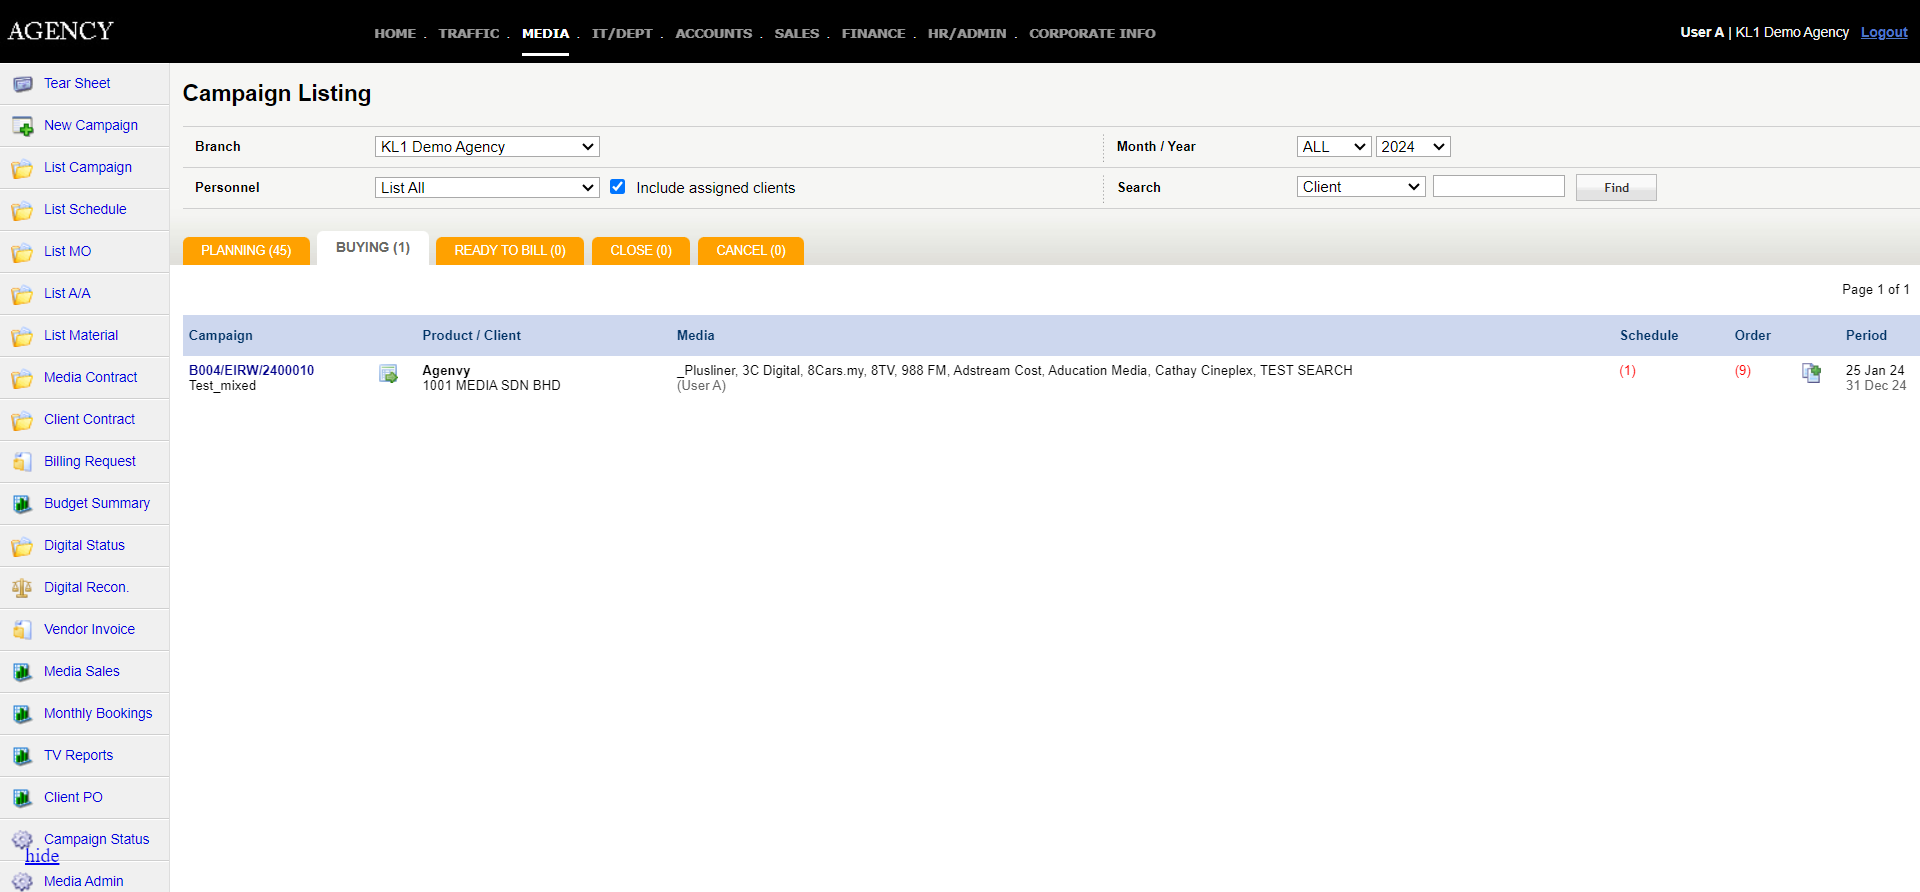 AGENCY
HOME . TRAFFIC . MEDIA . IT/DEPT . ACCOUNTS . SALES . FINANCE . HR/ADMIN . CORPORATE INFO
User A | KL1 Demo Agency Logout
Tear Sheet
New Campaign
List Campaign
List Schedule
List MO
List A/A
List Material
Media Contract
Client Contract
Billing Request
Budget Summary
Digital Status
Digital Recon.
Vendor Invoice
Media Sales
Monthly Bookings
TV Reports
Client PO
Campaign Status
hide
Media Admin
Campaign Listing
Branch KL1 Demo Agency Month / Year ALL 2024
Personnel List All Include assigned clients Search Client Find
PLANNING (45) BUYING (1) READY TO BILL (0) CLOSE (0) CANCEL (0)
Page 1 of 1
Campaign Product / Client Media Schedule Order Period
B004/EIRW/2400010 Agenvy _Plusliner, 3C Digital, 8Cars.my, 8TV, 988 FM, Adstream Cost, Aducation Media, Cathay Cineplex, TEST SEARCH (1) (9) 25 Jan 24
Test_mixed 1001 MEDIA SDN BHD (User A) 31 Dec 24